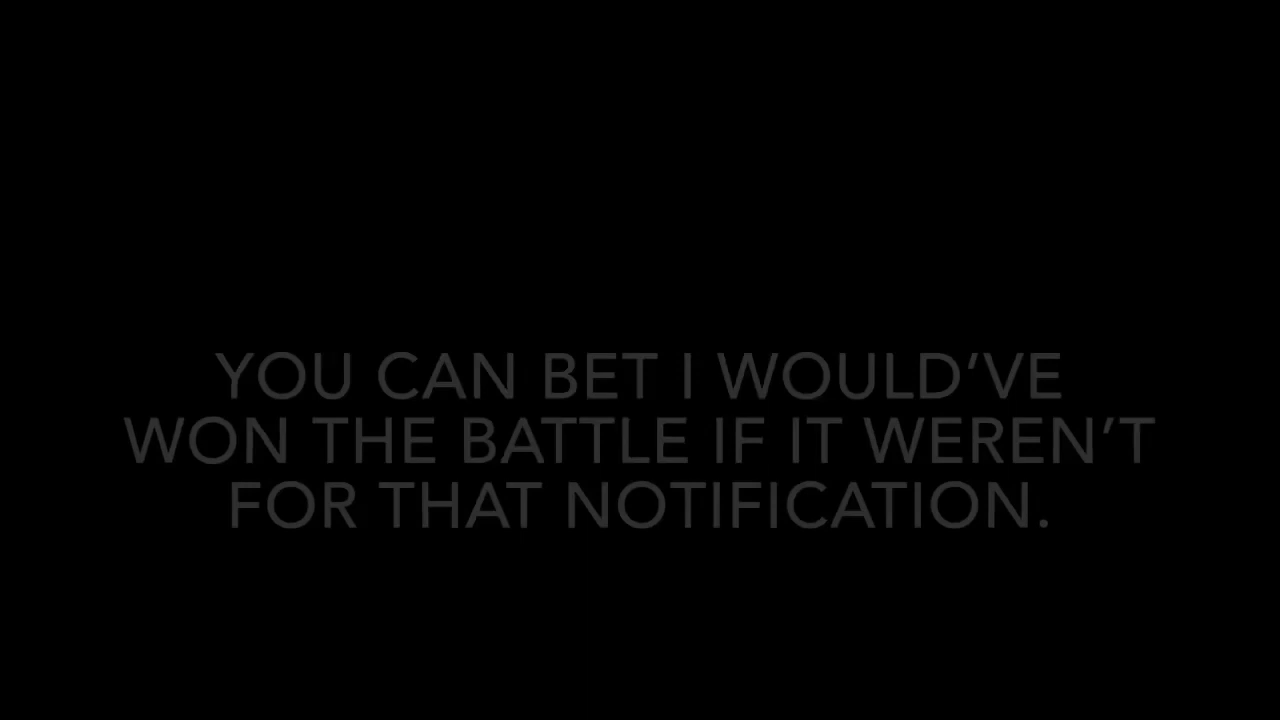 YOU CAN BET I WOULD’VE
WON THE BATTLE IF IT WEREN’T
FOR THAT NOTIFICATION.